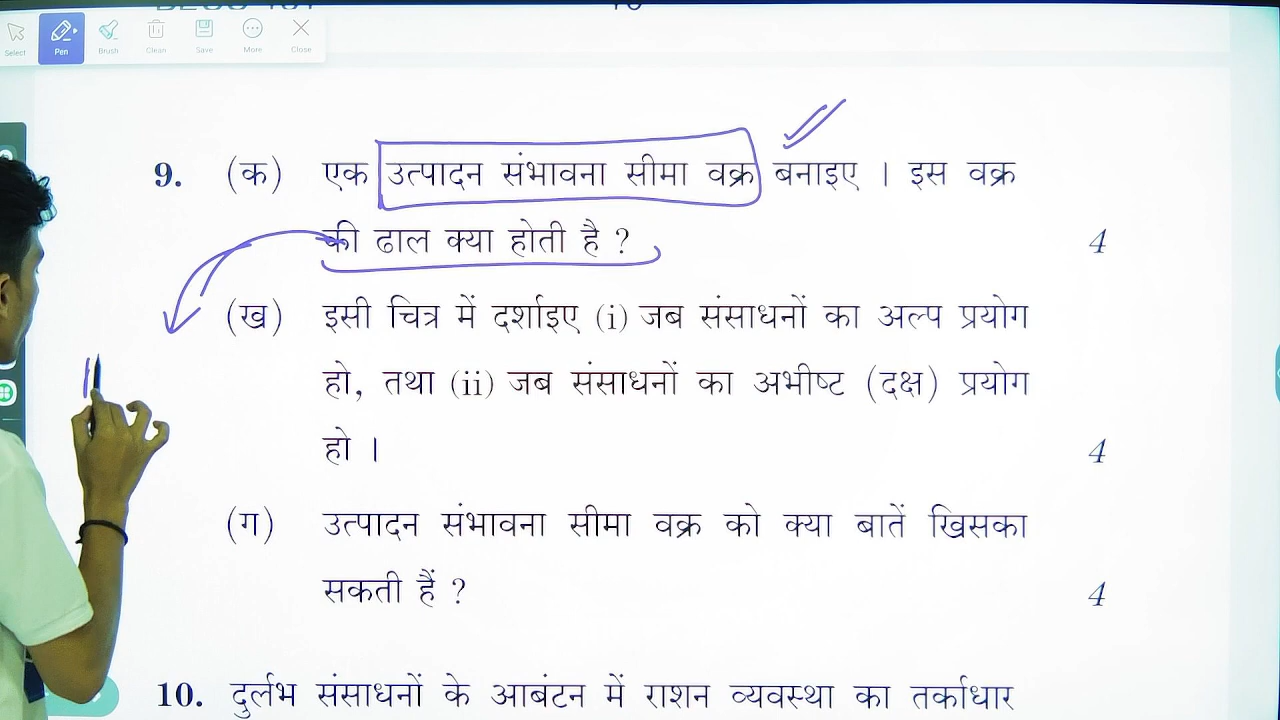 Select
Pen
Brush
Clean
Save
More
Close
9. (क) एक उत्पादन संभावना सीमा वक्र बनाइए । इस वक्र
की ढाल क्या होती है ? 4
(ख) इसी चित्र में दर्शाइए (i) जब संसाधनों का अल्प प्रयोग
हो, तथा (ii) जब संसाधनों का अभीष्ट (दक्ष) प्रयोग
हो । 4
(ग) उत्पादन संभावना सीमा वक्र को क्या बातें खिसका
सकती हैं ? 4
10. दुर्लभ संसाधनों के आबंटन में राशन व्यवस्था का तर्काधार